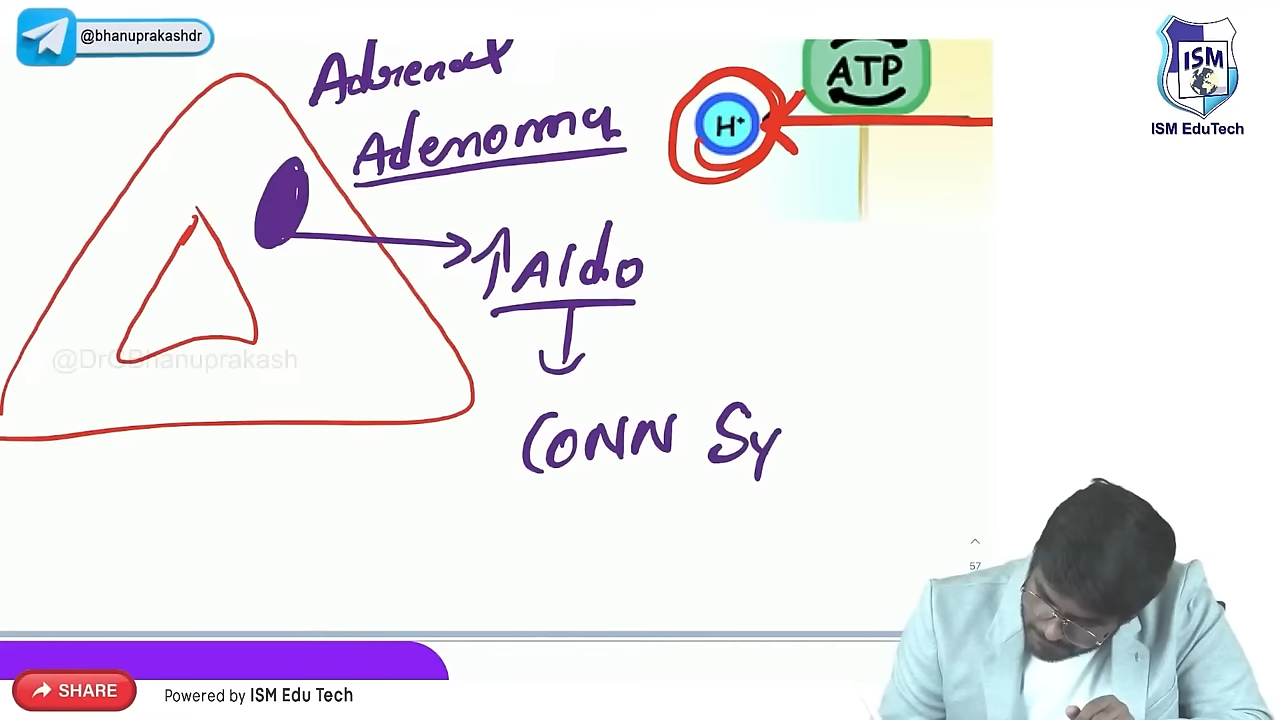 @bhanuprakashdr
Adrenal
Adenoma
ATP
H+
ISM
ISM EduTech
↑Aldo
@DrGBhanuprakash
CONN Sy
57
SHARE
Powered by ISM Edu Tech